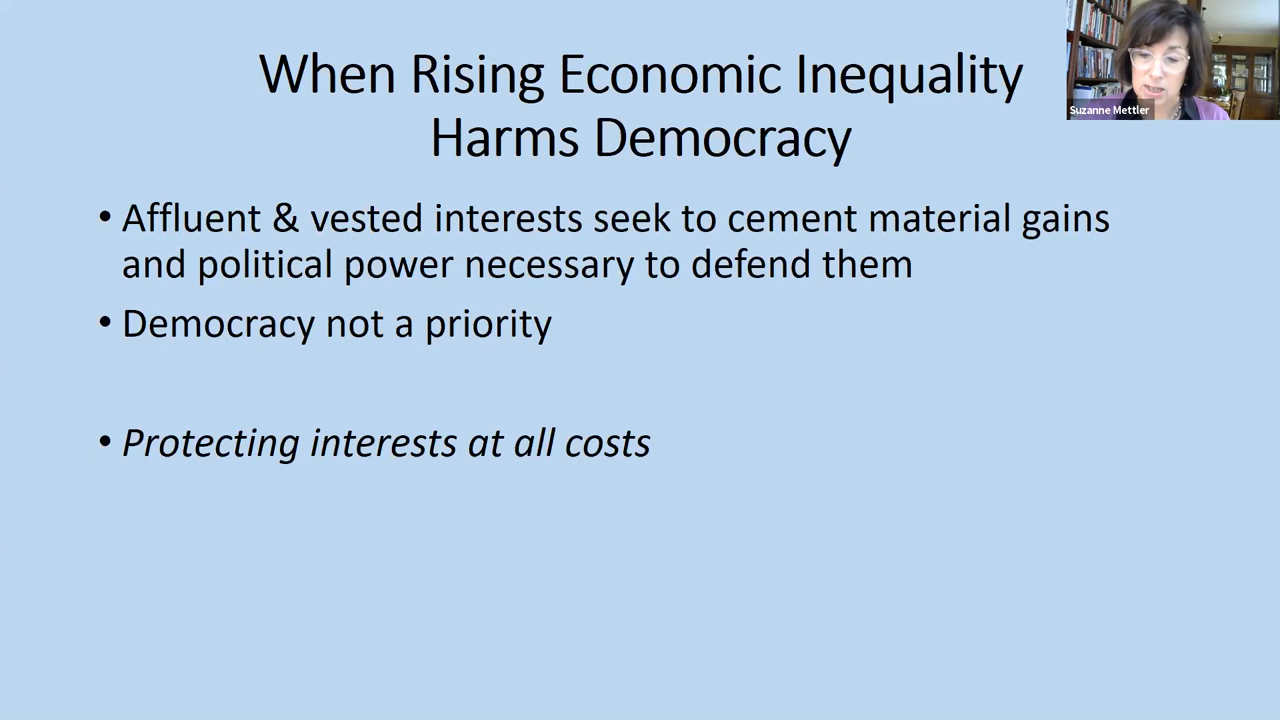 When Rising Economic Inequality
Harms Democracy
Suzanne Mettler
• Affluent & vested interests seek to cement material gains
and political power necessary to defend them
• Democracy not a priority
• Protecting interests at all costs